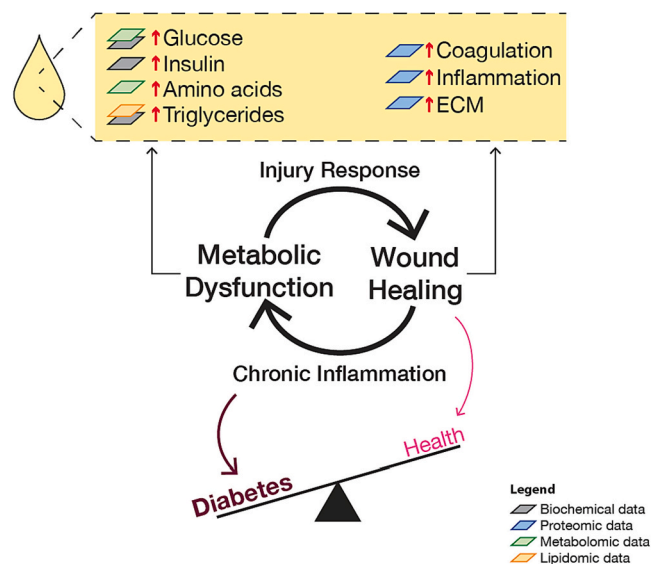 ↑Glucose
↑Insulin
↑Amino acids
↑Triglycerides
↑Coagulation
↑Inflammation
↑ECM
Injury Response
Metabolic
Dysfunction
Wound
Healing
Chronic Inflammation
Health
Diabetes
Legend
Biochemical data
Proteomic data
Metabolomic data
Lipidomic data